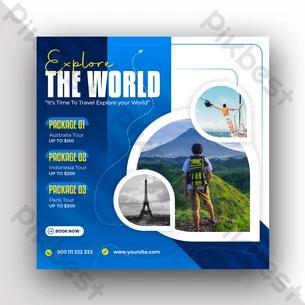 Explore
THE WORLD
"It's Time To Travel Explore your World"
PACKAGE 01
Australia Tour
UP TO $150
PACKAGE 02
Indonesia Tour
UP TO $200
PACKAGE 03
Paris Tour
UP TO $300
BOOK NOW
000 111 222 333
www.yoursite.com
Pixbest